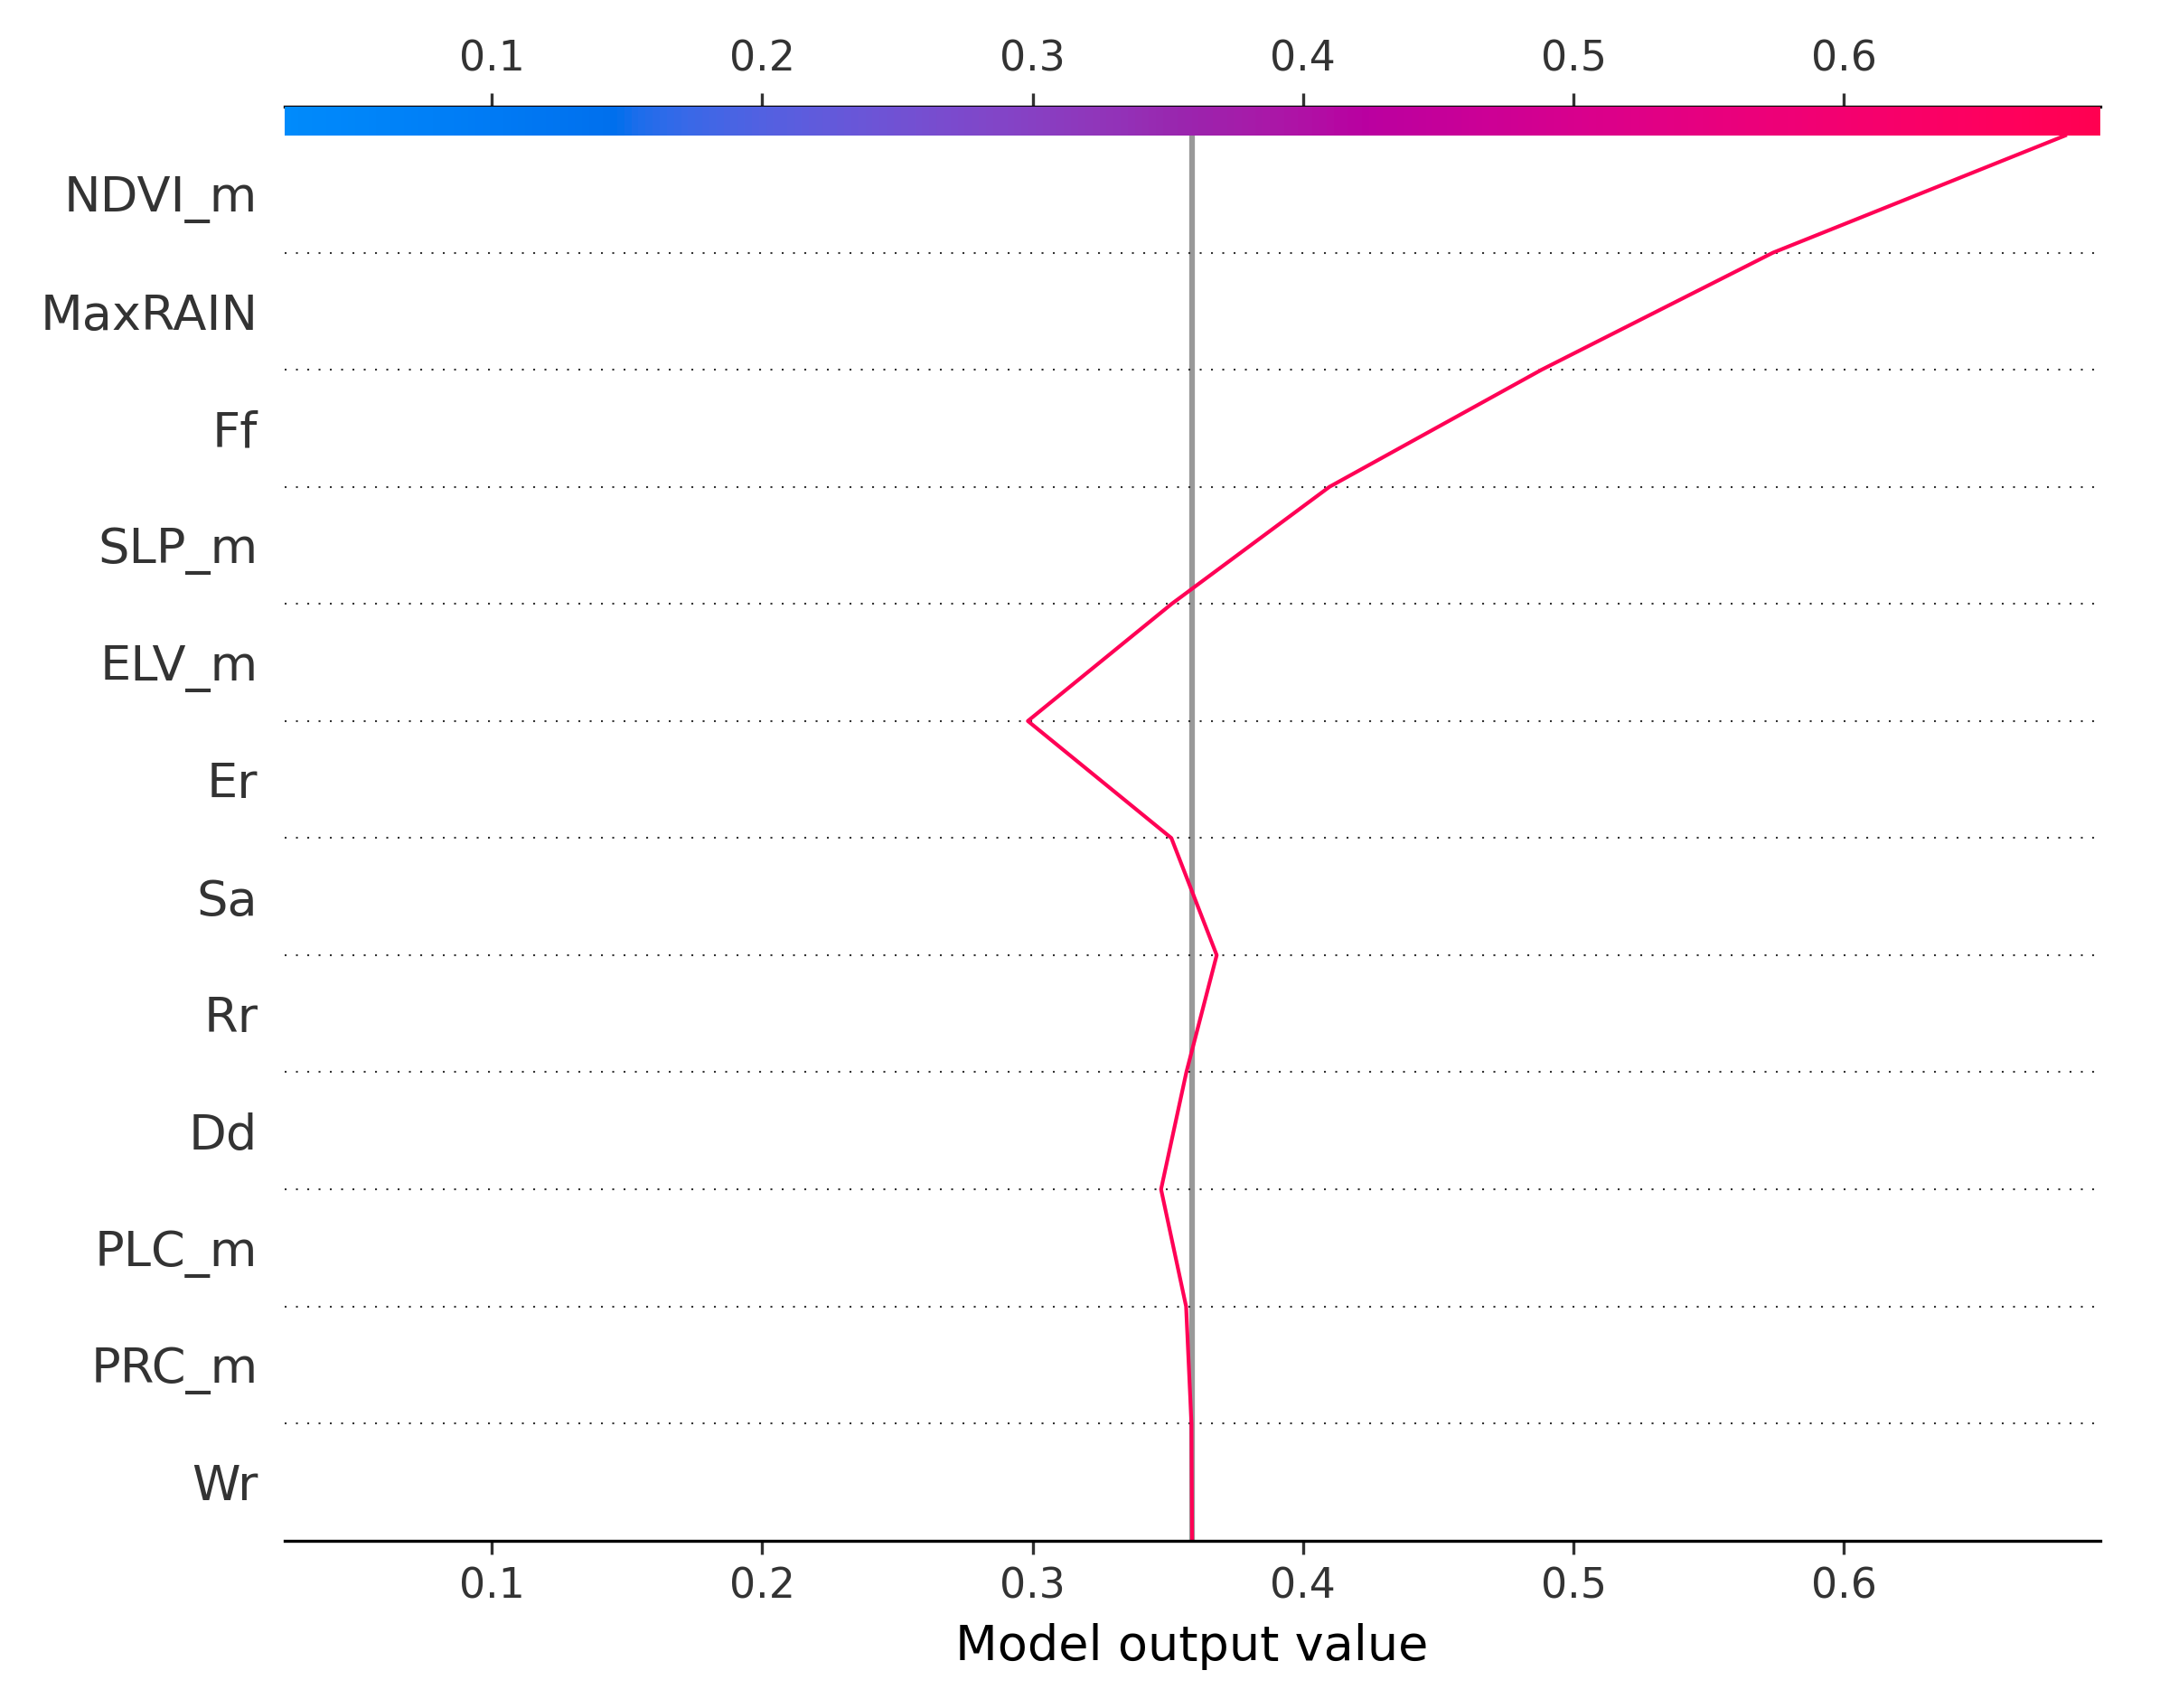 0.1 0.2 0.3 0.4 0.5 0.6
NDVI_m
MaxRAIN
Ff
SLP_m
ELV_m
Er
Sa
Rr
Dd
PLC_m
PRC_m
Wr
0.1 0.2 0.3 0.4 0.5 0.6
Model output value